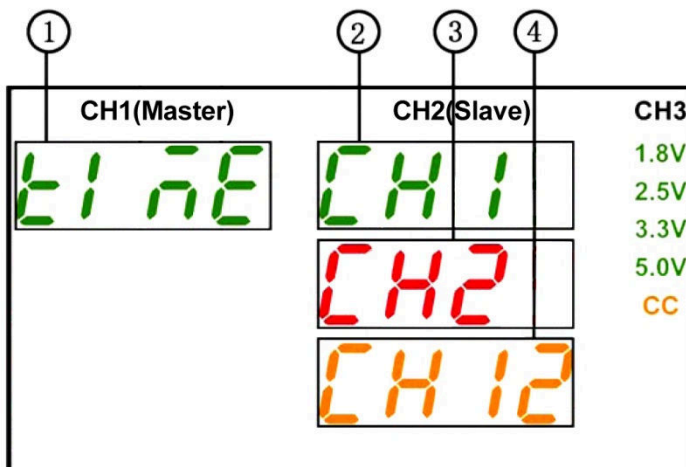 ① ② ③ ④
CH1(Master) CH2(Slave) CH3
tImE CH1 1.8V
2.5V
3.3V
CH2 5.0V
CC
CH12